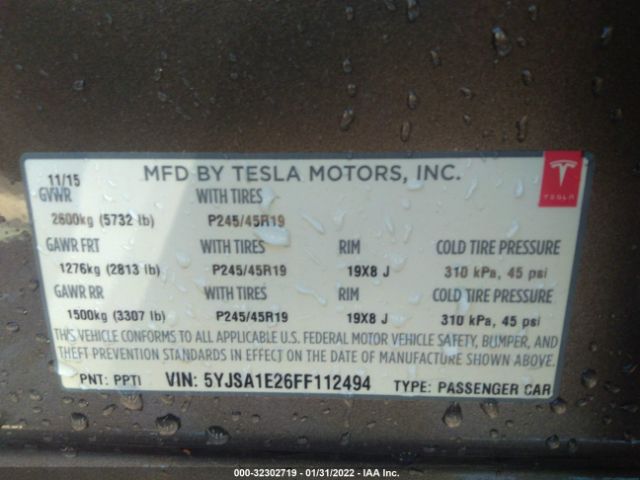 11/15 MFD BY TESLA MOTORS, INC.
TESLA
GVWR WITH TIRES
2600kg (5732 lb) P245/45R19
GAWR FRT WITH TIRES RIM COLD TIRE PRESSURE
1276kg (2813 lb) P245/45R19 19X8 J 310 kPa, 45 psi
GAWR RR WITH TIRES RIM COLD TIRE PRESSURE
1500kg (3307 lb) P245/45R19 19X8 J 310 kPa, 45 psi
THIS VEHICLE CONFORMS TO ALL APPLICABLE U.S. FEDERAL MOTOR VEHICLE SAFETY, BUMPER, AND
THEFT PREVENTION STANDARDS IN EFFECT ON THE DATE OF MANUFACTURE SHOWN ABOVE.
PNT: PPTI VIN: 5YJSA1E26FF112494 TYPE: PASSENGER CAR
000-32302719 - 01/31/2022 - IAA Inc.